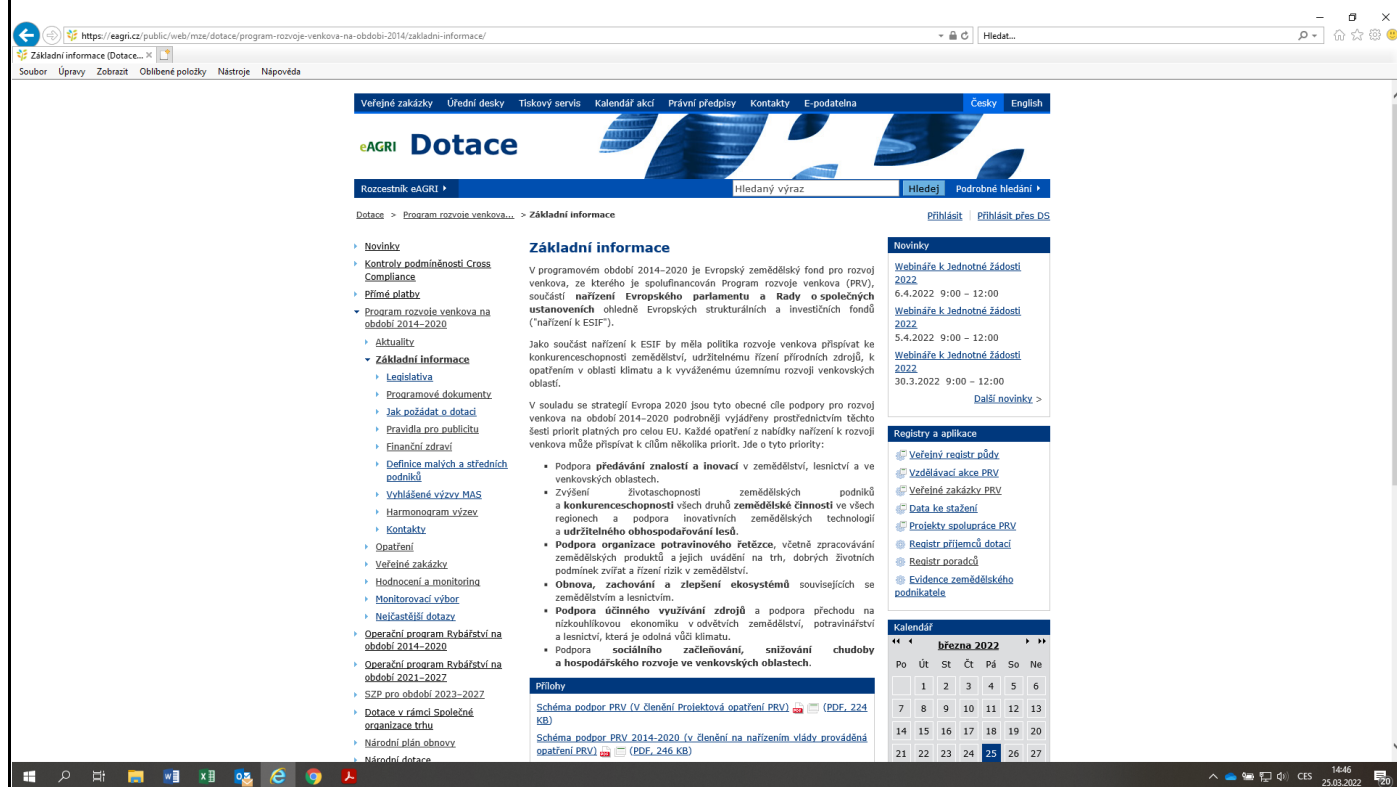 https://eagri.cz/public/web/mze/dotace/program-rozvoje-venkova-na-obdobi-2014/zakladni-informace/
Hledat...
Základní informace (Dotace...
Soubor Úpravy Zobrazit Oblíbené položky Nástroje Nápověda
Veřejné zakázky Úřední desky Tiskový servis Kalendář akcí Právní předpisy Kontakty E-podatelna Česky English
eAGRI Dotace
Rozcestník eAGRI
Hledaný výraz Hledej Podrobné hledání
Dotace > Program rozvoje venkova... > Základní informace
Přihlásit Přihlásit přes DS
Novinky
Kontroly podmíněnosti Cross
Compliance
Přímé platby
Program rozvoje venkova na
období 2014–2020
Aktuality
Základní informace
Legislativa
Programové dokumenty
Jak požádat o dotaci
Pravidla pro publicitu
Finanční zdraví
Definice malých a středních
podniků
Vyhlášené výzvy MAS
Harmonogram výzev
Kontakty
Opatření
Veřejné zakázky
Hodnocení a monitoring
Monitorovací výbor
Nejčastější dotazy
Operační program Rybářství na
období 2014–2020
Operační program Rybářství na
období 2021–2027
SZP pro období 2023–2027
Dotace v rámci Společné
organizace trhu
Národní plán obnovy
Národní dotace
Základní informace
V programovém období 2014–2020 je Evropský zemědělský fond pro rozvoj
venkova, ze kterého je spolufinancován Program rozvoje venkova (PRV),
součástí nařízení Evropského parlamentu a Rady o společných
ustanoveních ohledně Evropských strukturálních a investičních fondů
("nařízení k ESIF").
Jako součást nařízení k ESIF by měla politika rozvoje venkova přispívat ke
konkurenceschopnosti zemědělství, udržitelnému řízení přírodních zdrojů, k
opatřením v oblasti klimatu a k vyváženému územnímu rozvoji venkovských
oblastí.
V souladu se strategií Evropa 2020 jsou tyto obecné cíle podpory pro rozvoj
venkova na období 2014–2020 podrobněji vyjádřeny prostřednictvím těchto
šesti priorit platných pro celou EU. Každé opatření z nabídky nařízení k rozvoji
venkova může přispívat k cílům několika priorit. Jde o tyto priority:
Podpora předávání znalostí a inovací v zemědělství, lesnictví a ve
venkovských oblastech.
Zvýšení životaschopnosti zemědělských podniků
a konkurenceschopnosti všech druhů zemědělské činnosti ve všech
regionech a podpora inovativních zemědělských technologií
a udržitelného obhospodařování lesů.
Podpora organizace potravinového řetězce, včetně zpracovávání
zemědělských produktů a jejich uvádění na trh, dobrých životních
podmínek zvířat a řízení rizik v zemědělství.
Obnova, zachování a zlepšení ekosystémů souvisejících se
zemědělstvím a lesnictvím.
Podpora účinného využívání zdrojů a podpora přechodu na
nízkouhlíkovou ekonomiku v odvětvích zemědělství, potravinářství
a lesnictví, která je odolná vůči klimatu.
Podpora sociálního začleňování, snižování chudoby
a hospodářského rozvoje ve venkovských oblastech.
Přílohy
Schéma podpor PRV (V členění Projektová opatření PRV) (PDF, 224
KB)
Schéma podpor PRV 2014-2020 (v členění na nařízením vlády prováděná
opatření PRV) (PDF, 246 KB)
Novinky
Webináře k Jednotné žádosti
2022
6.4.2022 9:00 – 12:00
Webináře k Jednotné žádosti
2022
5.4.2022 9:00 – 12:00
Webináře k Jednotné žádosti
2022
30.3.2022 9:00 – 12:00
Další novinky >
Registry a aplikace
Veřejný registr půdy
Vzdělávací akce PRV
Veřejné zakázky PRV
Data ke stažení
Projekty spolupráce PRV
Registr příjemců dotací
Registr poradců
Evidence zemědělského
podnikatele
Kalendář
března 2022
Po Út St Čt Pá So Ne
1 2 3 4 5 6
7 8 9 10 11 12 13
14 15 16 17 18 19 20
21 22 23 24 25 26 27
CES
14:46
25.03.2022
20